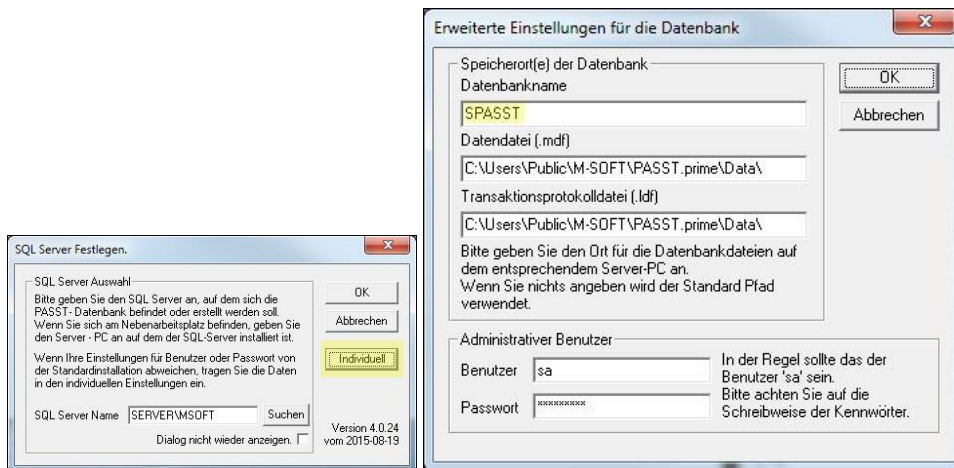 SQL Server Festlegen.
SQL Server Auswahl
Bitte geben Sie den SQL Server an, auf dem sich die
PASST- Datenbank befindet oder erstellt werden soll.
Wenn Sie sich am Nebenarbeitsplatz befinden, geben Sie
den Server - PC an auf dem der SQL-Server installiert ist.
Wenn Ihre Einstellungen für Benutzer oder Passwort von
der Standardinstallation abweichen, tragen Sie die Daten
in den individuellen Einstellungen ein.
SQL Server Name SERVER\MSOFT Suchen
Dialog nicht wieder anzeigen.
OK
Abbrechen
Individuell
Version 4.0.24
vom 2015-08-19
Erweiterte Einstellungen für die Datenbank
Speicherort(e) der Datenbank
Datenbankname
SPASST
Datendatei (.mdf)
C:\Users\Public\M-SOFT\PASST.prime\Data\
Transaktionsprotokolldatei (.ldf)
C:\Users\Public\M-SOFT\PASST.prime\Data\
Bitte geben Sie den Ort für die Datenbankdateien auf
dem entsprechendem Server-PC an.
Wenn Sie nichts angeben wird der Standard Pfad
verwendet.
OK
Abbrechen
Administrativer Benutzer
Benutzer sa
Passwort *********
In der Regel sollte das der
Benutzer 'sa' sein.
Bitte achten Sie auf die
Schreibweise der Kennwörter.